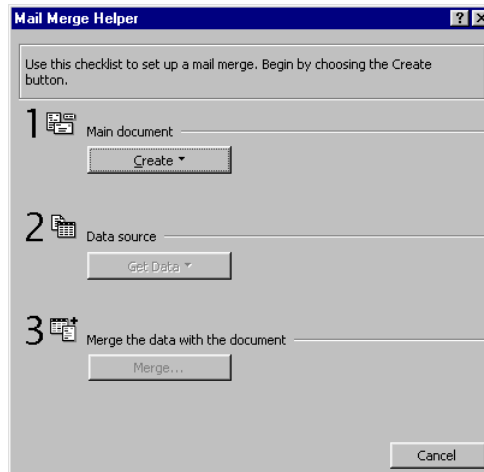 Mail Merge Helper
Use this checklist to set up a mail merge. Begin by choosing the Create
button.
1 Main document
Create
2 Data source
Get Data
3 Merge the data with the document
Merge...
Cancel